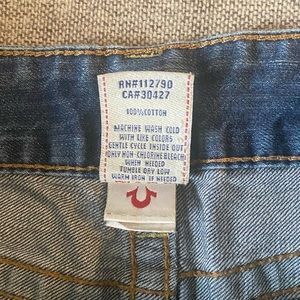 RN#112790
CA#30427
100%COTTON
MACHINE WASH COLD
WITH LIKE COLORS
GENTLE CYCLE INSIDE OUT
ONLY NON-CHLORINE BLEACH
WHEN NEEDED
TUMBLE DRY LOW
WARM IRON IF NEEDED